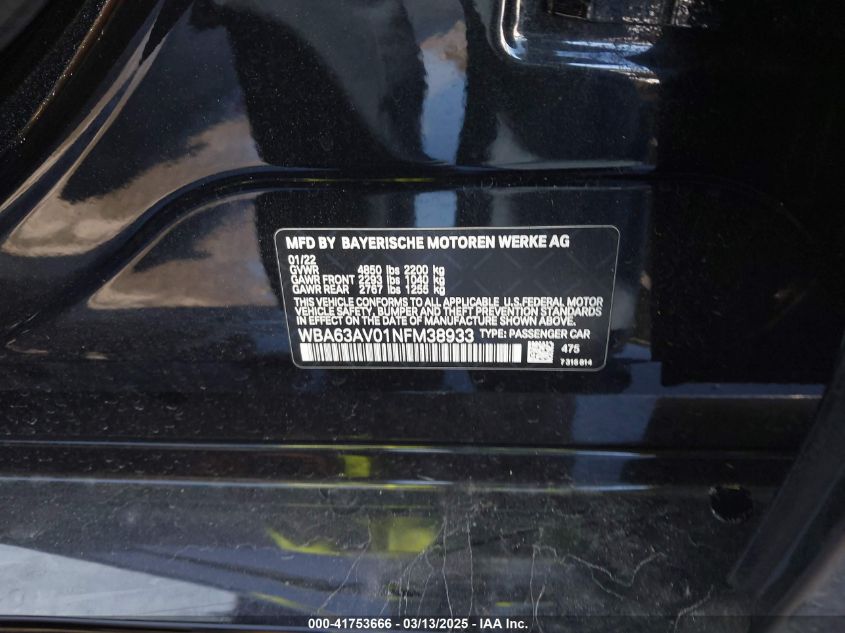 MFD BY BAYERISCHE MOTOREN WERKE AG
01/22
GVWR 4850 lbs 2200 kg
GAWR FRONT 2293 lbs 1040 kg
GAWR REAR 2767 lbs 1255 kg
THIS VEHICLE CONFORMS TO ALL APPLICABLE U.S.FEDERAL MOTOR
VEHICLE SAFETY, BUMPER AND THEFT PREVENTION STANDARDS
IN EFFECT ON THE DATE OF MANUFACTURE SHOWN ABOVE.
WBA63AV01NFM38933 TYPE: PASSENGER CAR
475
7318814
000-41753666 - 03/13/2025 - IAA Inc.